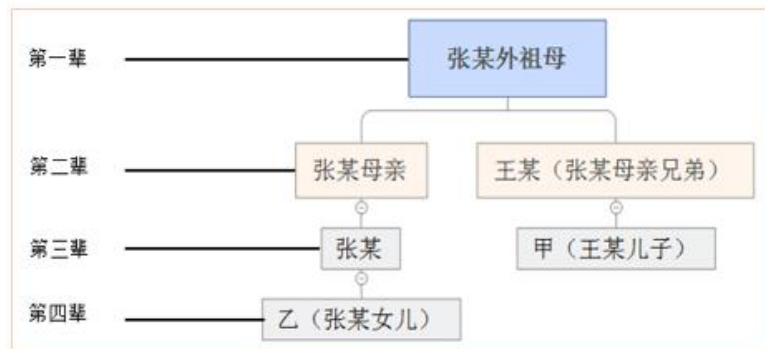 第一辈
张某外祖母
第二辈
张某母亲
王某（张某母亲兄弟）
第三辈
张某
甲（王某儿子）
第四辈
乙（张某女儿）